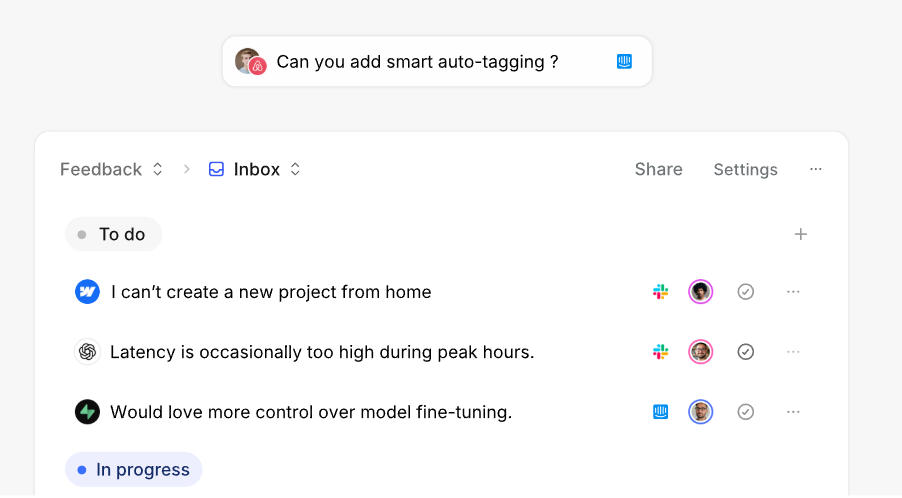 Can you add smart auto-tagging ?
Feedback Inbox Share Settings
To do
I can’t create a new project from home
Latency is occasionally too high during peak hours.
Would love more control over model fine-tuning.
In progress